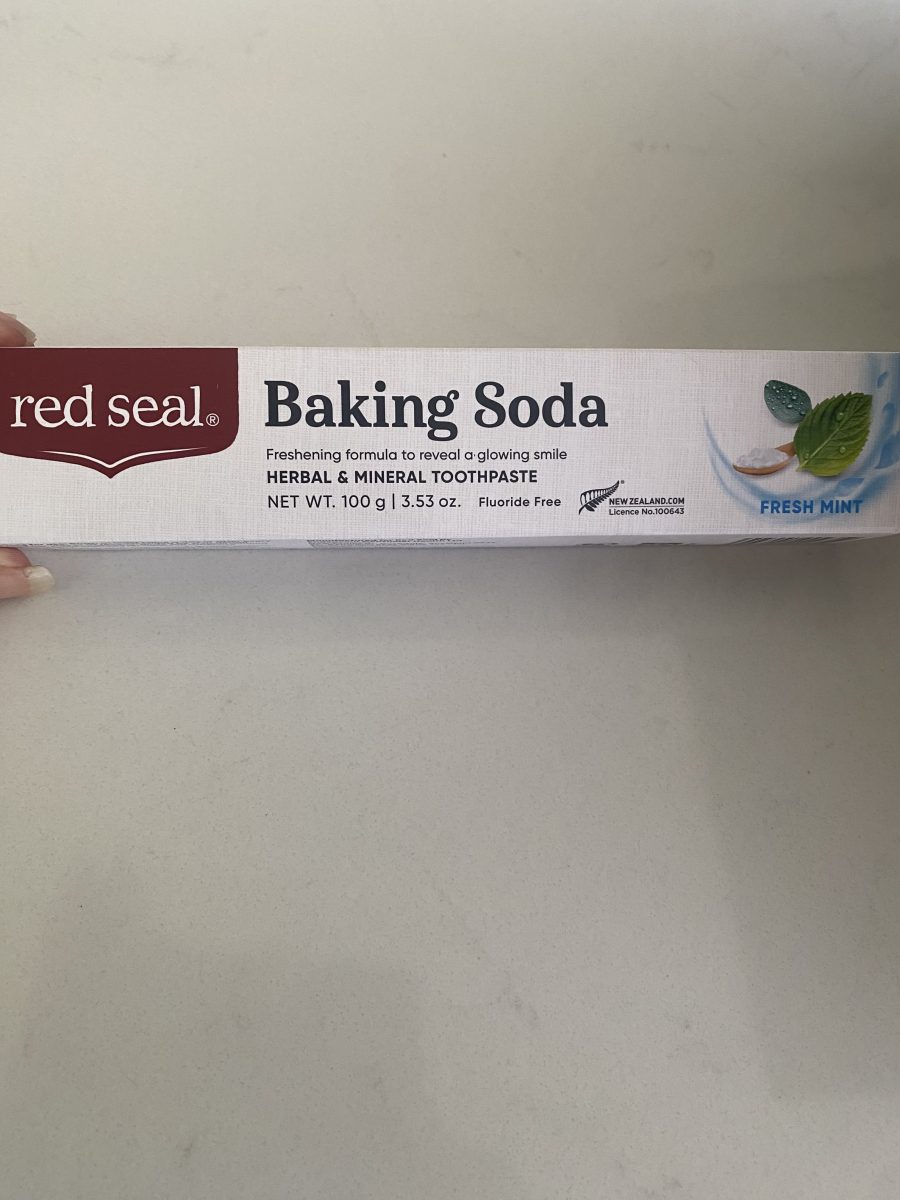 red seal®
Baking Soda
Freshening formula to reveal a glowing smile
HERBAL & MINERAL TOOTHPASTE
NET WT. 100 g | 3.53 oz. Fluoride Free
NEWZEALAND.COM
Licence No.100643
FRESH MINT